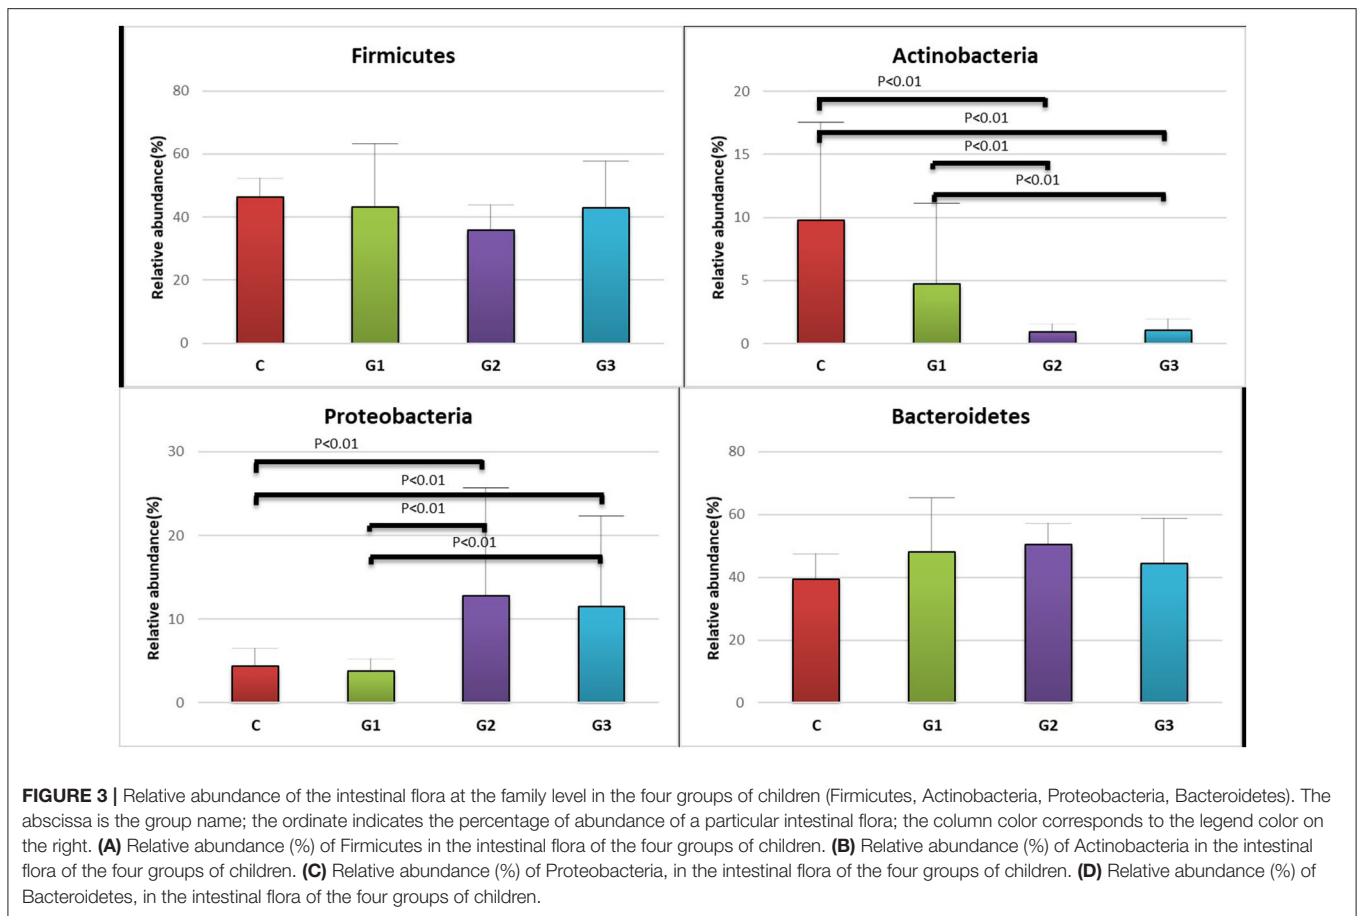 Firmicutes
Relative abundance(%)
80
60
40
20
0
C G1 G2 G3
Actinobacteria
Relative abundance(%)
20
15
10
5
0
P<0.01
P<0.01
P<0.01
P<0.01
C G1 G2 G3
Proteobacteria
Relative abundance(%)
30
20
10
0
P<0.01
P<0.01
P<0.01
P<0.01
C G1 G2 G3
Bacteroidetes
Relative abundance(%)
80
60
40
20
0
C G1 G2 G3
FIGURE 3 | Relative abundance of the intestinal flora at the family level in the four groups of children (Firmicutes, Actinobacteria, Proteobacteria, Bacteroidetes). The
abscissa is the group name; the ordinate indicates the percentage of abundance of a particular intestinal flora; the column color corresponds to the legend color on
the right. (A) Relative abundance (%) of Firmicutes in the intestinal flora of the four groups of children. (B) Relative abundance (%) of Actinobacteria in the intestinal
flora of the four groups of children. (C) Relative abundance (%) of Proteobacteria, in the intestinal flora of the four groups of children. (D) Relative abundance (%) of
Bacteroidetes, in the intestinal flora of the four groups of children.